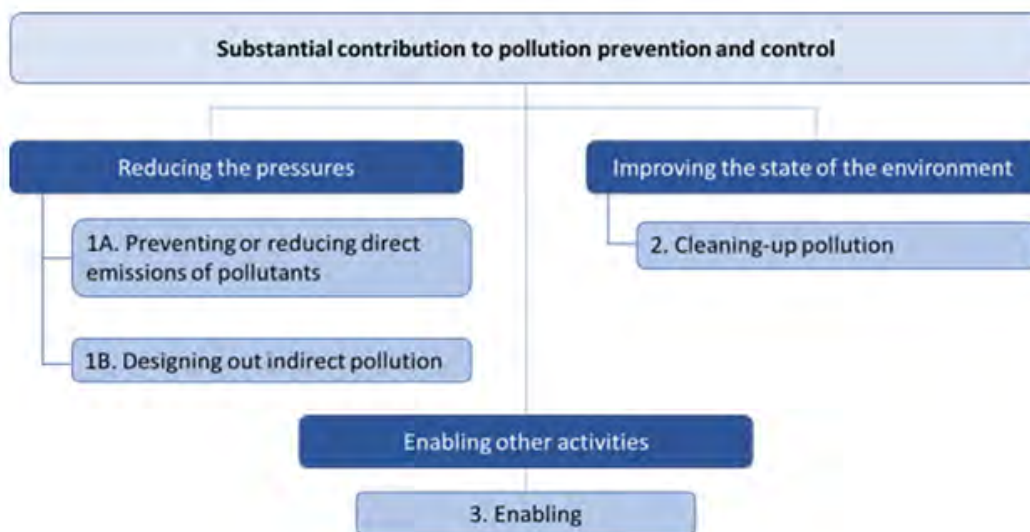 Substantial contribution to pollution prevention and control
Reducing the pressures
Improving the state of the environment
1A. Preventing or reducing direct
emissions of pollutants
2. Cleaning-up pollution
1B. Designing out indirect pollution
Enabling other activities
3. Enabling